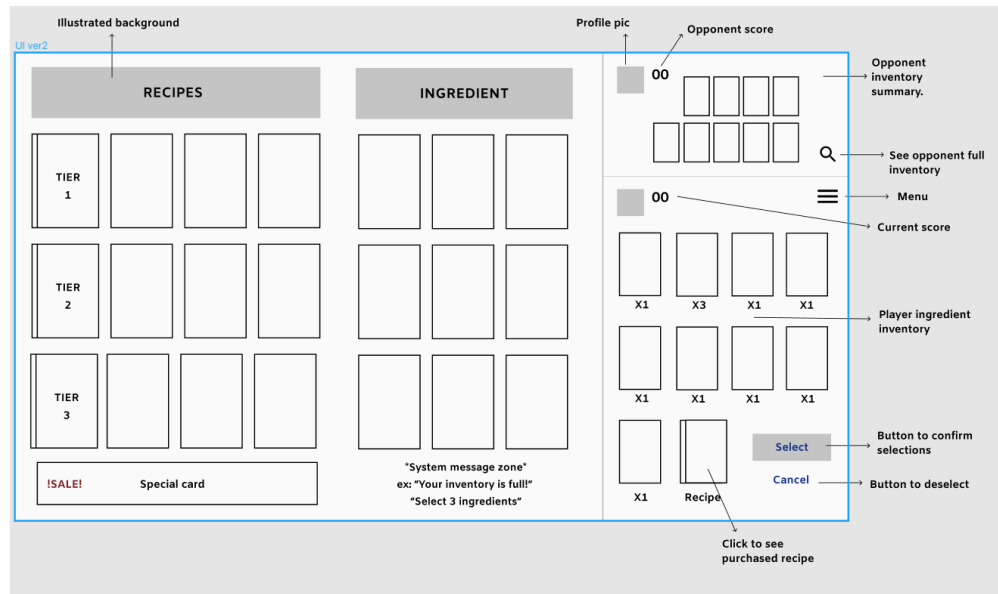 Illustrated background
Profile pic
Opponent score
UI ver2
RECIPES
INGREDIENT
00
Opponent
inventory
summary.
See opponent full
inventory
00
Menu
Current score
TIER
1
TIER
2
TIER
3
X1
X3
X1
X1
Player ingredient
inventory
X1
X1
X1
X1
!SALE!
Special card
*System message zone*
ex: "Your inventory is full!"
"Select 3 ingredients"
X1
Recipe
Select
Cancel
Button to confirm
selections
Button to deselect
Click to see
purchased recipe